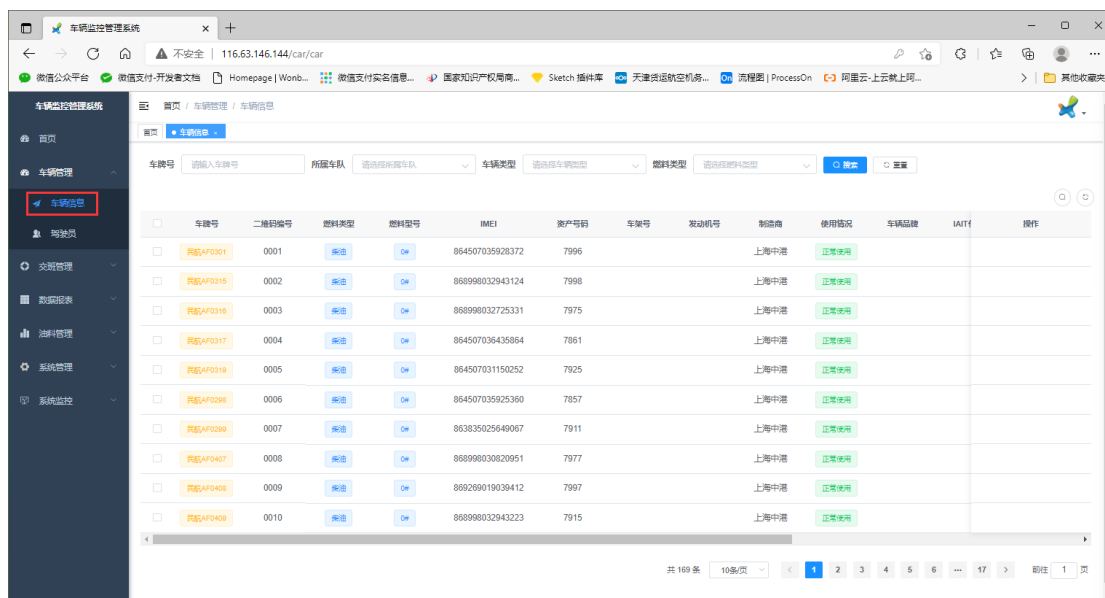 车辆监控管理系统
不安全 | 116.63.146.144/car/car
微信公众平台 微信支付-开发者文档 Homepage | Wonb... 微信支付实名信息... 国家知识产权局商... Sketch 插件库 天津货运航空机务... 流程图 | ProcessOn 阿里云-上云就上阿... 其他收藏夹
车辆监控管理系统
首页
车辆管理
车辆信息
驾驶员
交班管理
数据报表
油料管理
系统管理
系统监控
首页 / 车辆管理 / 车辆信息
首页 车辆信息 ×
车牌号 请输入车牌号 所属车队 请选择所属车队 车辆类型 请选择车辆类型 燃料类型 请选择燃料类型 搜索 重置
车牌号 二维码编号 燃料类型 燃料型号 IMEI 资产号码 车架号 发动机号 制造商 使用情况 车辆品牌 操作
民航AF0301 0001 柴油 0# 864507035928372 7996 上海中港 正常使用
民航AF0315 0002 柴油 0# 868998032943124 7998 上海中港 正常使用
民航AF0316 0003 柴油 0# 868998032725331 7975 上海中港 正常使用
民航AF0317 0004 柴油 0# 864507036435864 7861 上海中港 正常使用
民航AF0319 0005 柴油 0# 864507031150252 7925 上海中港 正常使用
民航AF0298 0006 柴油 0# 864507035925360 7857 上海中港 正常使用
民航AF0299 0007 柴油 0# 863835025649067 7911 上海中港 正常使用
民航AF0407 0008 柴油 0# 868998030820951 7977 上海中港 正常使用
民航AF0408 0009 柴油 0# 869269019039412 7997 上海中港 正常使用
民航AF0409 0010 柴油 0# 868998032943223 7915 上海中港 正常使用
共 169 条 10条/页 < 1 2 3 4 5 6 ... 17 > 前往 1 页